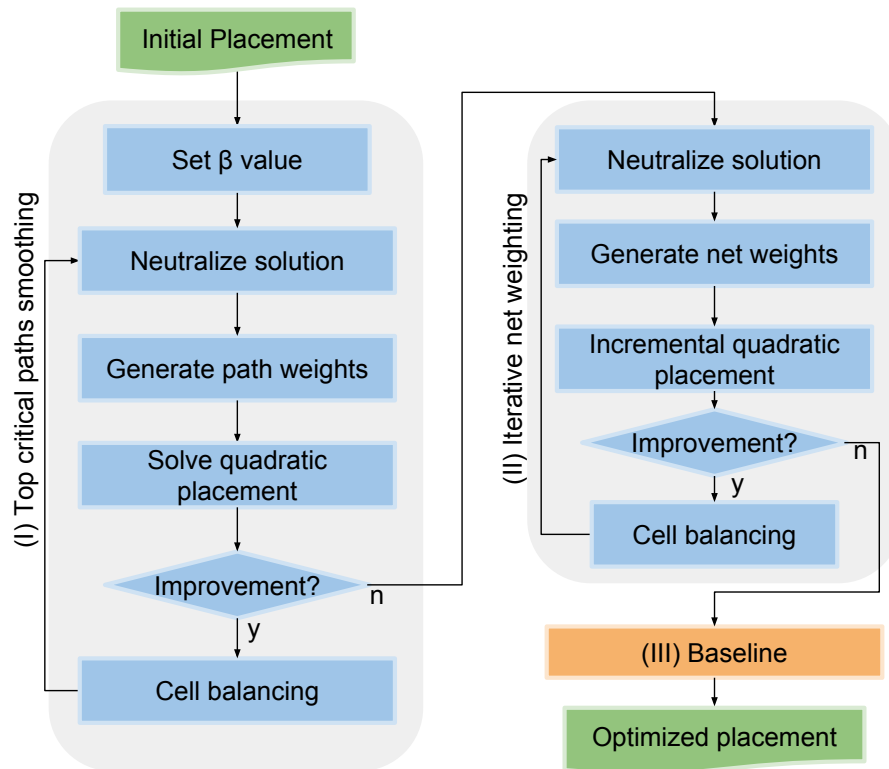 Initial Placement
(I) Top critical paths smoothing
Set β value
Neutralize solution
Generate path weights
Solve quadratic
placement
Improvement?
n
y
Cell balancing
(II) Iterative net weighting
Neutralize solution
Generate net weights
Incremental quadratic
placement
Improvement?
n
y
Cell balancing
(III) Baseline
Optimized placement